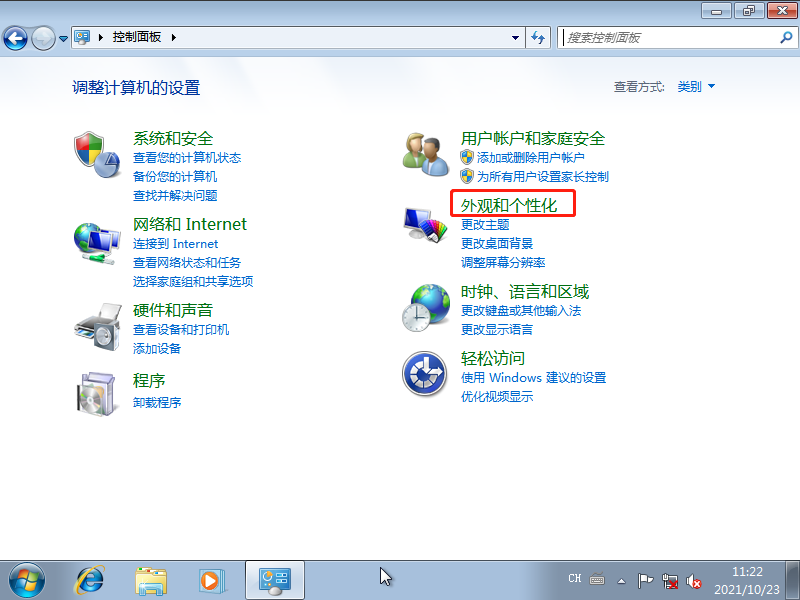 控制面板
搜索控制面板
调整计算机的设置
查看方式: 类别
系统和安全
查看您的计算机状态
备份您的计算机
查找并解决问题
网络和 Internet
连接到 Internet
查看网络状态和任务
选择家庭组和共享选项
硬件和声音
查看设备和打印机
添加设备
程序
卸载程序
用户帐户和家庭安全
添加或删除用户帐户
为所有用户设置家长控制
外观和个性化
更改主题
更改桌面背景
调整屏幕分辨率
时钟、语言和区域
更改键盘或其他输入法
更改显示语言
轻松访问
使用 Windows 建议的设置
优化视频显示
CH
11:22
2021/10/23